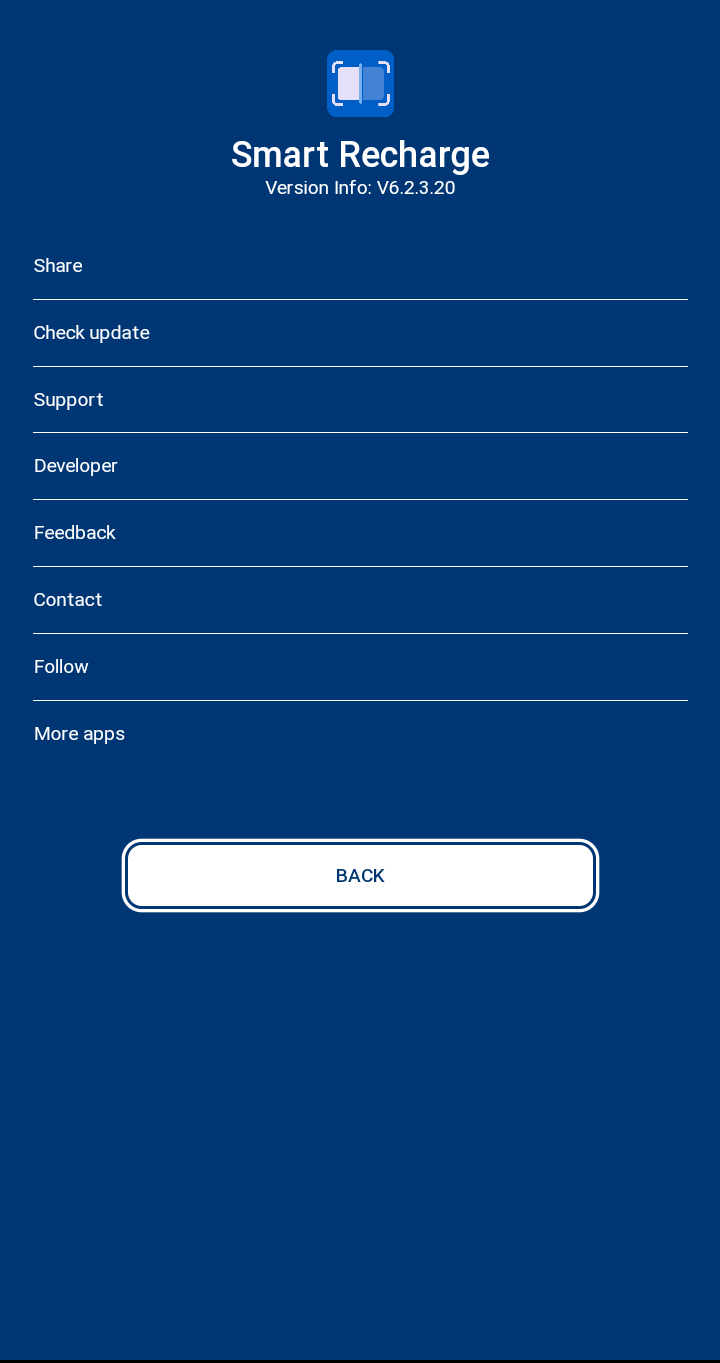 Smart Recharge
Version Info: V6.2.3.20
Share
Check update
Support
Developer
Feedback
Contact
Follow
More apps
BACK